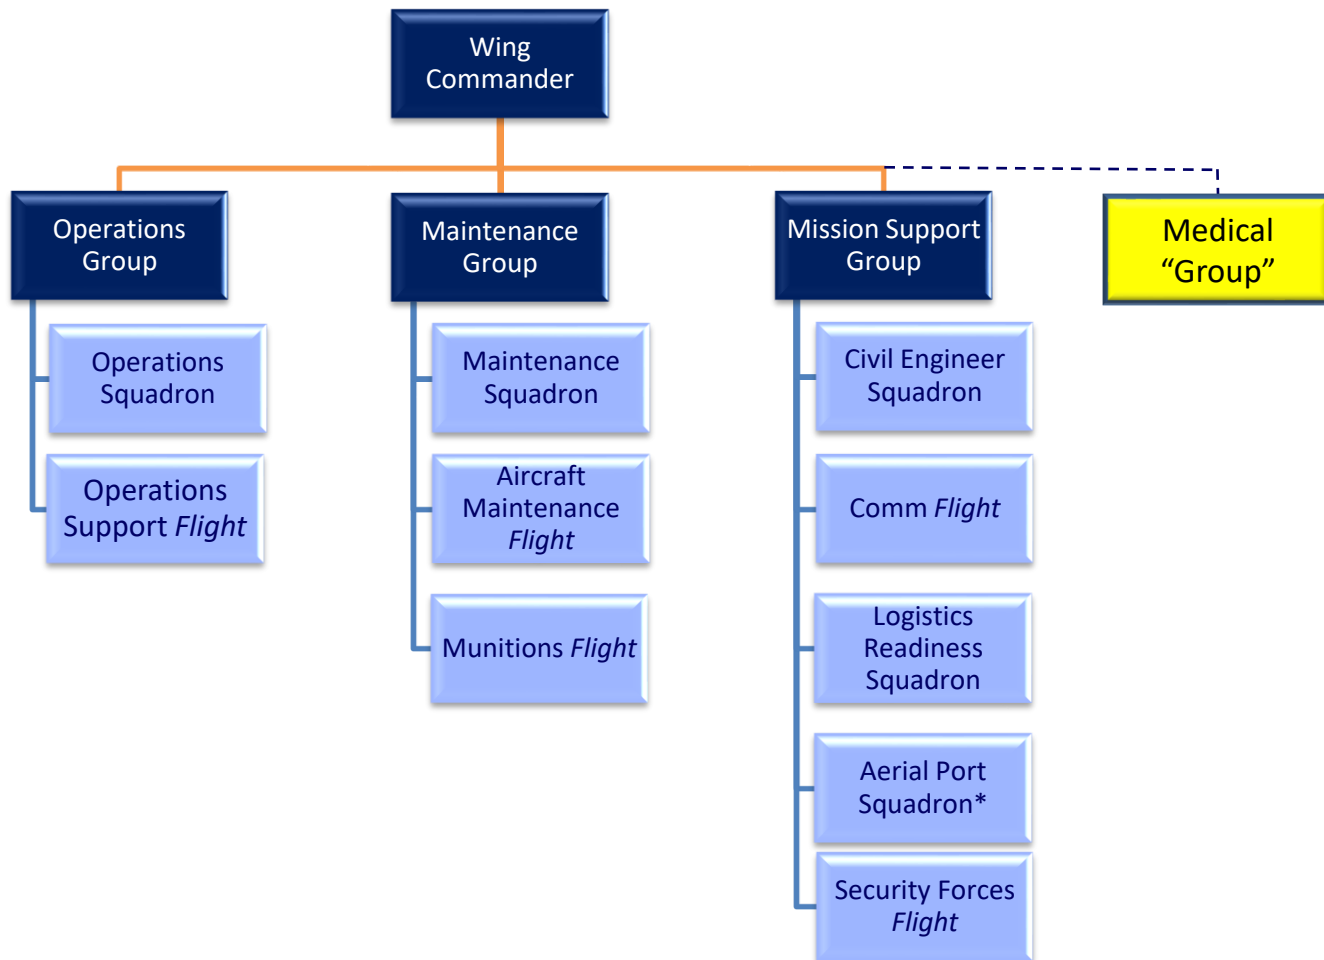 Wing
Commander
Operations
Group
Maintenance
Group
Mission Support
Group
Medical
“Group”
Operations
Squadron
Operations
Support Flight
Maintenance
Squadron
Aircraft
Maintenance
Flight
Munitions Flight
Civil Engineer
Squadron
Comm Flight
Logistics
Readiness
Squadron
Aerial Port
Squadron*
Security Forces
Flight